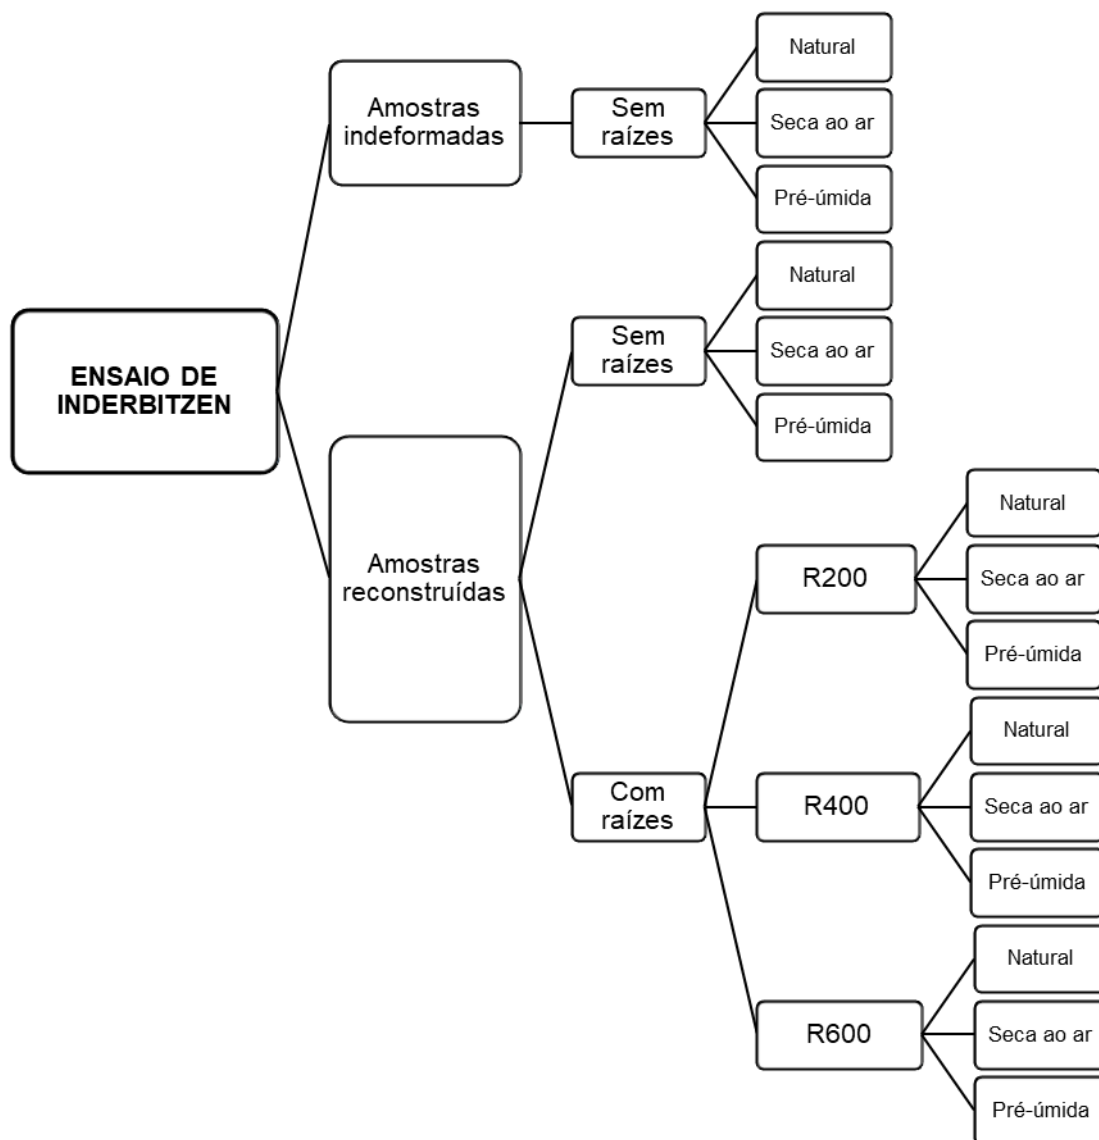 ENSAIO DE
INDERBITZEN
Amostras
indeformadas
Sem
raízes
Natural
Seca ao ar
Pré-úmida
Amostras
reconstruídas
Sem
raízes
Natural
Seca ao ar
Pré-úmida
Com
raízes
R200
Natural
Seca ao ar
Pré-úmida
R400
Natural
Seca ao ar
Pré-úmida
R600
Natural
Seca ao ar
Pré-úmida